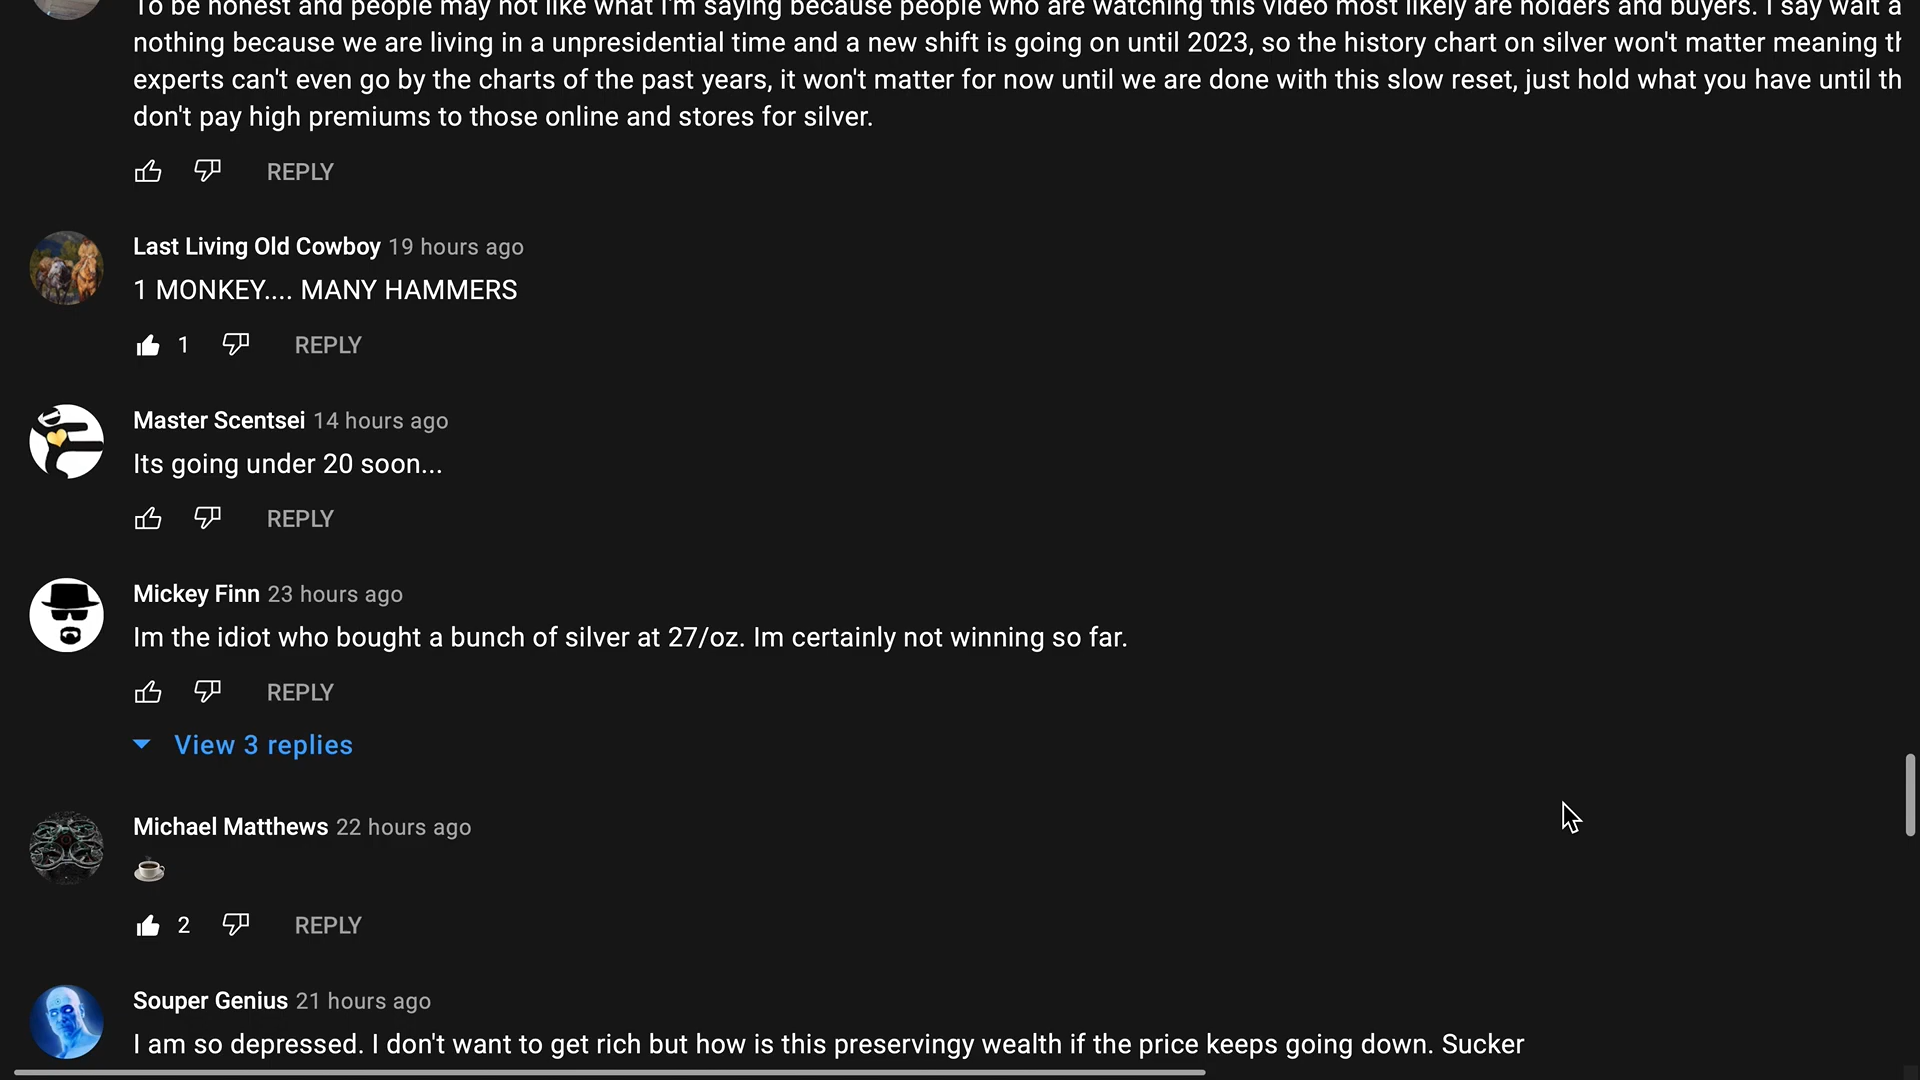 To be honest and people may not like what I'm saying because people who are watching this video most likely are holders and buyers. I say wait a
nothing because we are living in a unpresidential time and a new shift is going on until 2023, so the history chart on silver won't matter meaning th
experts can't even go by the charts of the past years, it won't matter for now until we are done with this slow reset, just hold what you have until th
don't pay high premiums to those online and stores for silver.
REPLY
Last Living Old Cowboy 19 hours ago
1 MONKEY.... MANY HAMMERS
1 REPLY
Master Scentsei 14 hours ago
Its going under 20 soon...
REPLY
Mickey Finn 23 hours ago
Im the idiot who bought a bunch of silver at 27/oz. Im certainly not winning so far.
REPLY
View 3 replies
Michael Matthews 22 hours ago
☕
2 REPLY
Souper Genius 21 hours ago
I am so depressed. I don't want to get rich but how is this preservingy wealth if the price keeps going down. Sucker